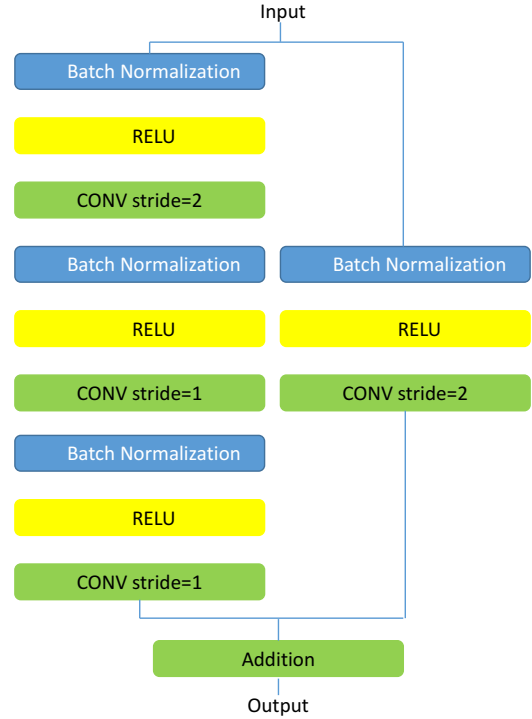 Input
Batch Normalization
RELU
CONV stride=2
Batch Normalization
RELU
CONV stride=1
Batch Normalization
RELU
CONV stride=1
Batch Normalization
RELU
CONV stride=2
Addition
Output